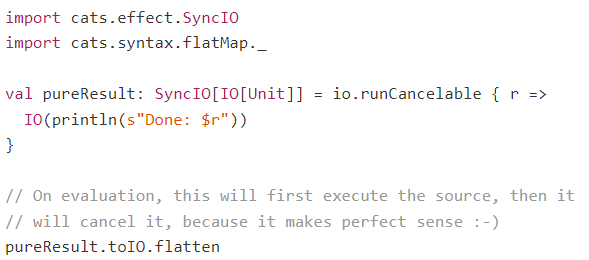 import cats.effect.SyncIO
import cats.syntax.flatMap._

val pureResult: SyncIO[IO[Unit]] = io.runCancelable { r =>
  IO(println(s"Done: $r"))
}

// On evaluation, this will first execute the source, then it
// will cancel it, because it makes perfect sense :-)
pureResult.toIO.flatten